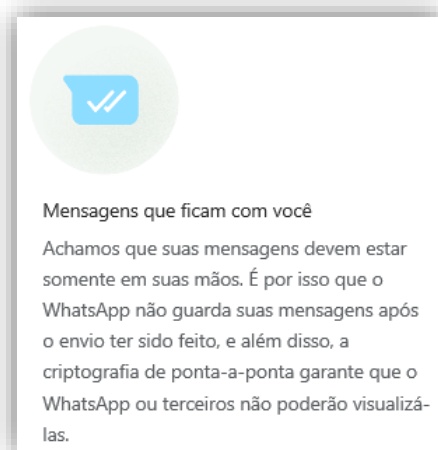 Mensagens que ficam com você
Achamos que suas mensagens devem estar
somente em suas mãos. É por isso que o
WhatsApp não guarda suas mensagens após
o envio ter sido feito, e além disso, a
criptografia de ponta-a-ponta garante que o
WhatsApp ou terceiros não poderão visualizá-
las.